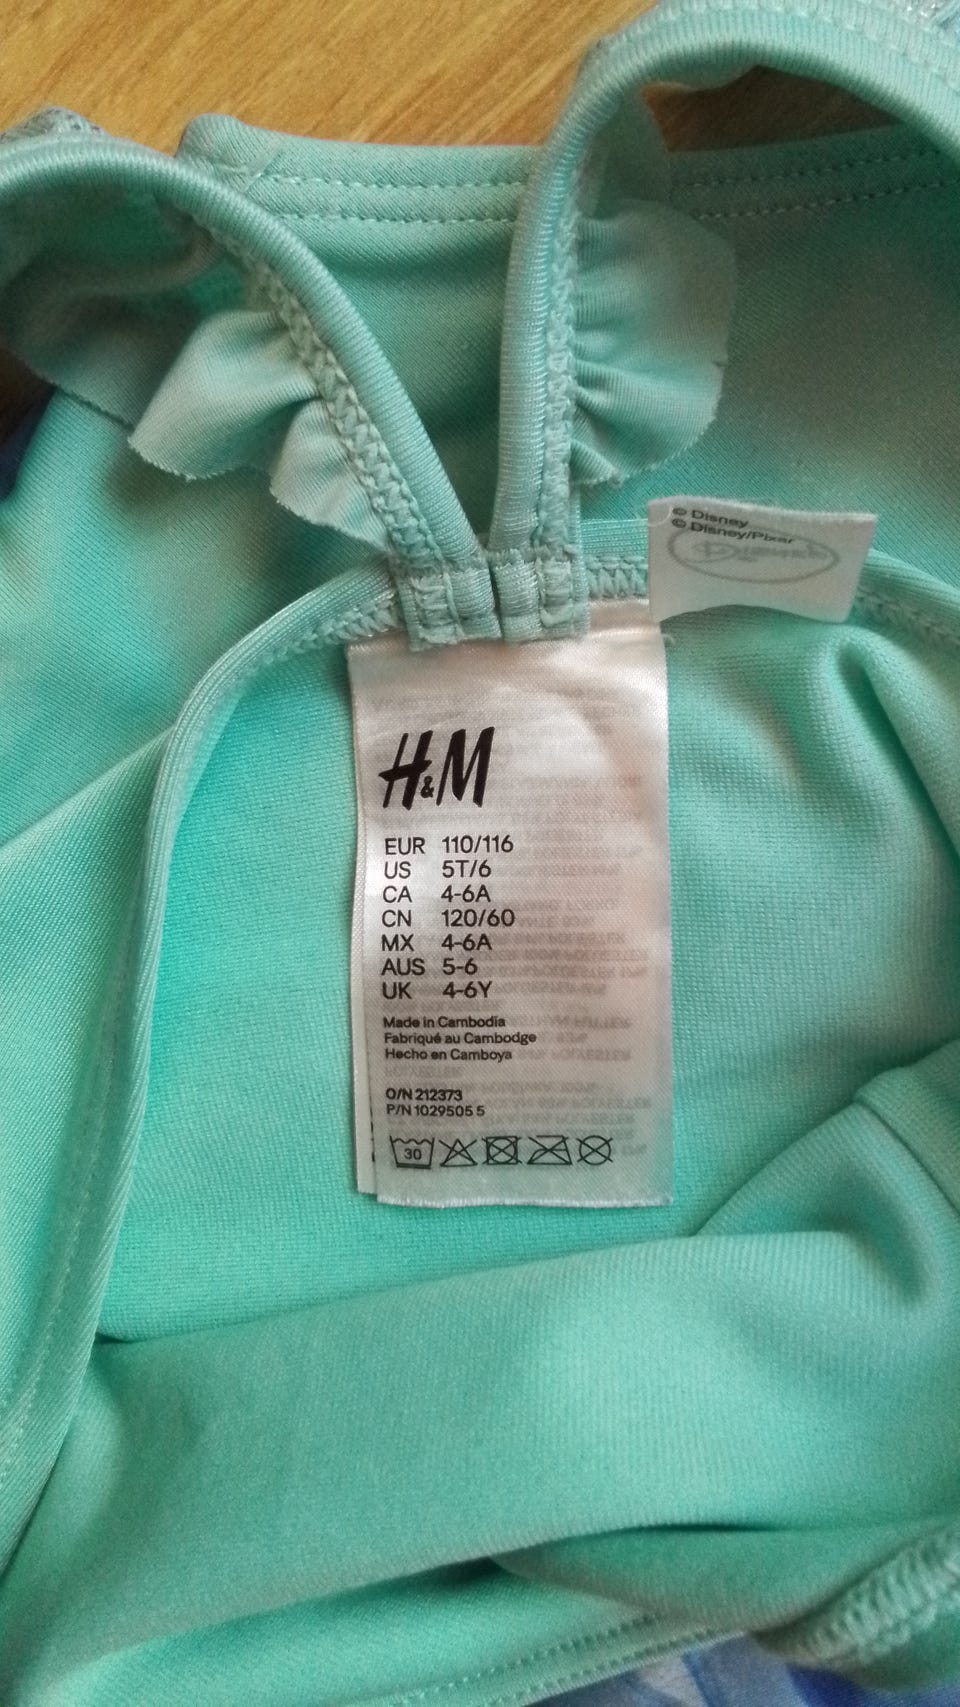 © Disney
© Disney/Pixar
H&M
EUR 110/116
US 5T/6
CA 4-6A
CN 120/60
MX 4-6A
AUS 5-6
UK 4-6Y
Made in Cambodia
Fabriqué au Cambodge
Hecho en Camboya
O/N 212373
P/N 1029505 5
30